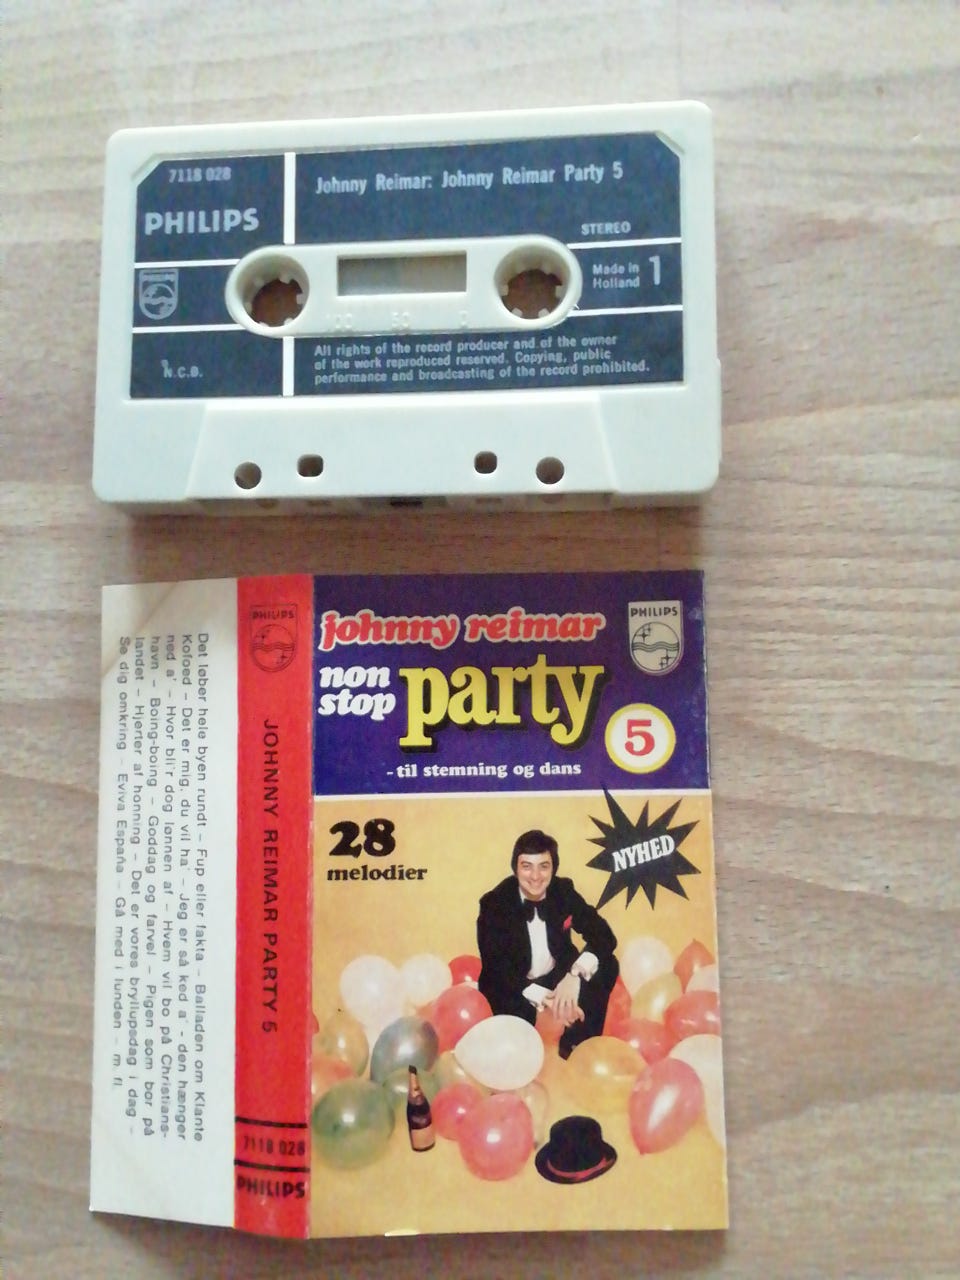 7118 028
PHILIPS
Johnny Reimar: Johnny Reimar Party 5
STEREO
PHILIPS
Made in
Holland
1
N.C.B.
100 50 0
All rights of the record producer and of the owner
of the work reproduced reserved. Copying, public
performance and broadcasting of the record prohibited.
Det løber hele byen rundt – Fup eller fakta – Balladen om Klante
Kofoed – Det er mig, du vil ha' – Jeg er så ked a' - den hænger
ned a' – Hvor bli'r dog lønnen af – Hvem vil bo på Christians-
havn – Boing-boing – Goddag og farvel – Pigen som bor på
landet – Hjerter af honning – Det er vores bryllupsdag i dag –
Se dig omkring – Eviva España – Gå med i lunden – m. fl.
PHILIPS
JOHNNY REIMAR PARTY 5
7118 028
PHILIPS
johnny reimar
PHILIPS
non
stop
party
5
- til stemning og dans
28
melodier
NYHED